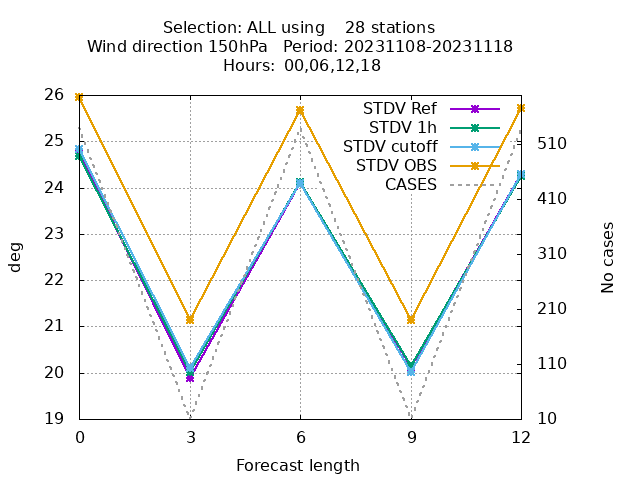 Selection: ALL using    28 stations
Wind direction 150hPa   Period: 20231108-20231118
Hours: 00,06,12,18
26
25
24
23
22
21
20
19
deg
STDV Ref
STDV 1h
STDV cutoff
STDV OBS
CASES
510
410
310
210
110
10
No cases
0 3 6 9 12
Forecast length